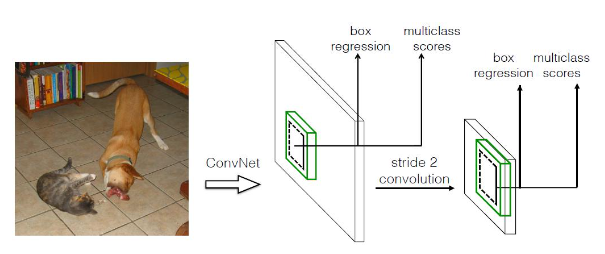 box
regression
multiclass
scores
box
regression
multiclass
scores
ConvNet
stride 2
convolution